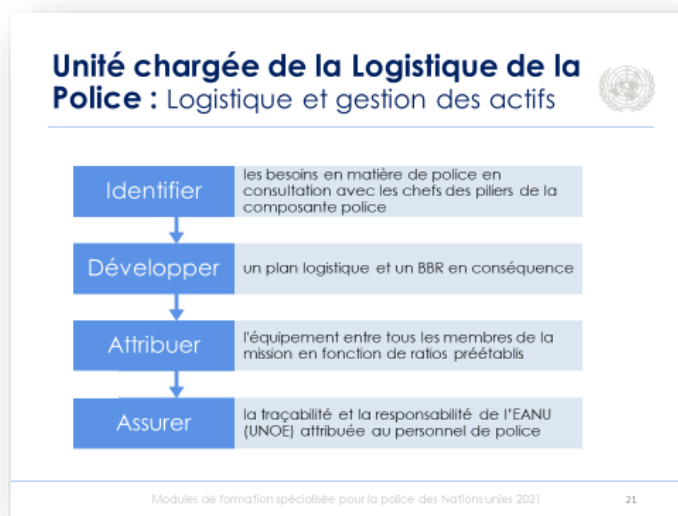 Unité chargée de la Logistique de la
Police : Logistique et gestion des actifs
Identifier
les besoins en matière de police en
consultation avec les chefs des piliers de la
composante police
Développer
un plan logistique et un BBR en conséquence
Attribuer
l'équipement entre tous les membres de la
mission en fonction de ratios préétablis
Assurer
la traçabilité et la responsabilité de l'EANU
(UNOE) attribuée au personnel de police
Modules de formation spécialisée pour la police des Nations unies 2021
21